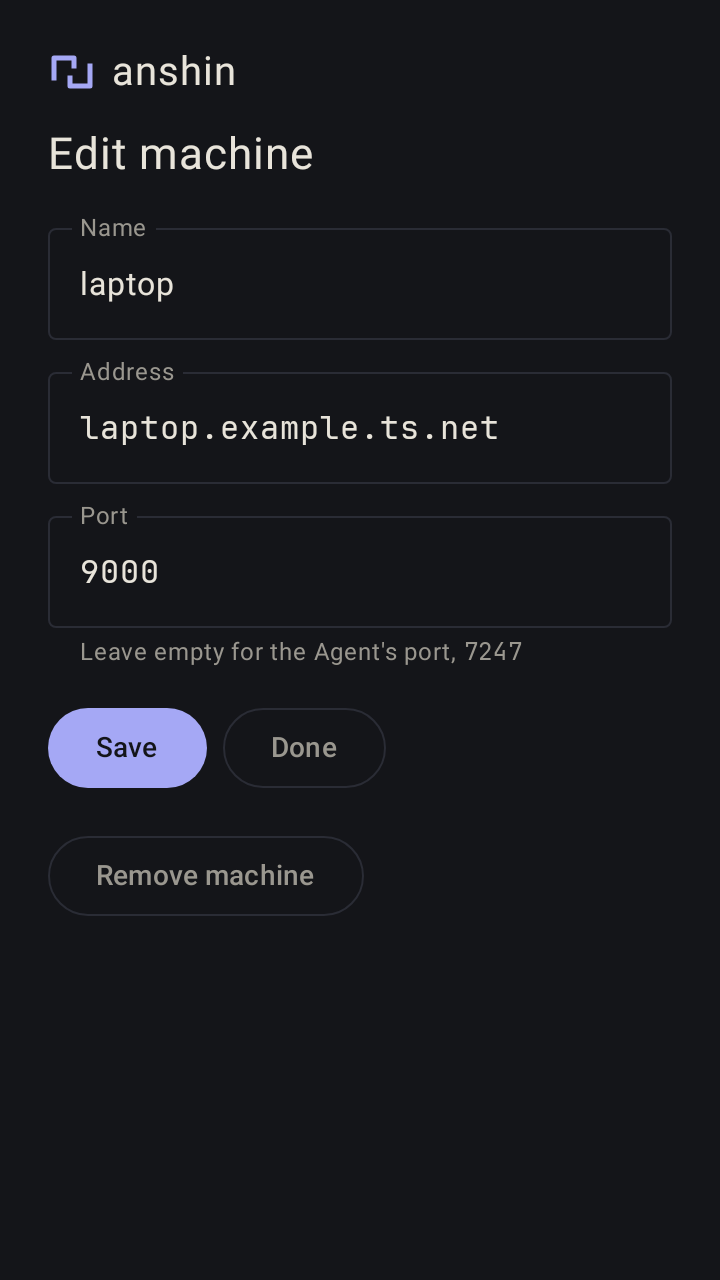 anshin
Edit machine
Name
laptop
Address
laptop.example.ts.net
Port
9000
Leave empty for the Agent's port, 7247
Save
Done
Remove machine